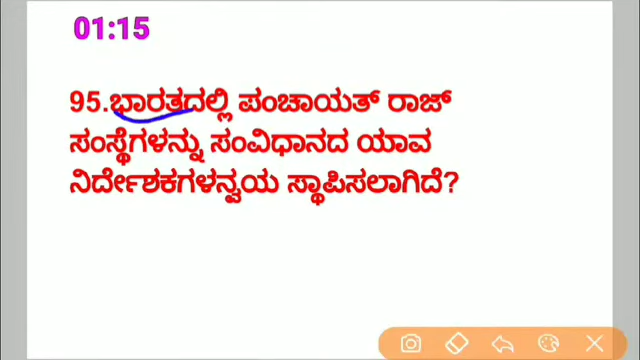 01:15
95.ಭಾರತದಲ್ಲಿ ಪಂಚಾಯತ್ ರಾಜ್
ಸಂಸ್ಥೆಗಳನ್ನು ಸಂವಿಧಾನದ ಯಾವ
ನಿರ್ದೇಶಕಗಳನ್ವಯ ಸ್ಥಾಪಿಸಲಾಗಿದೆ?